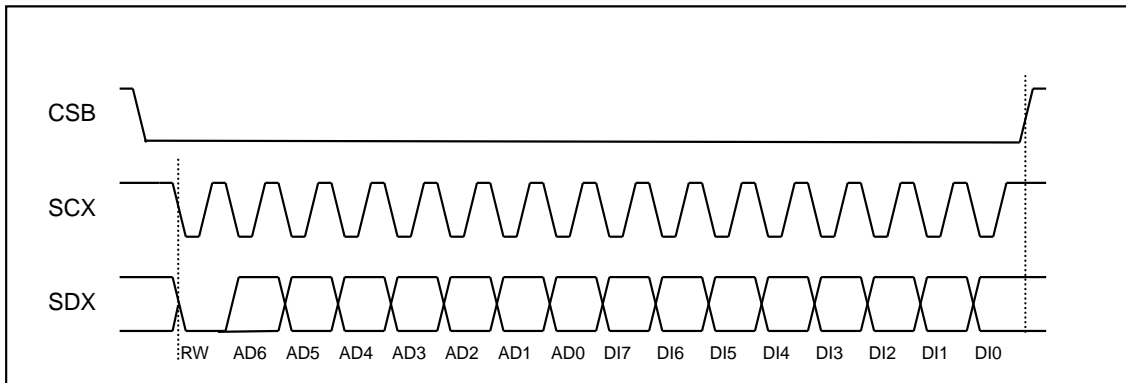 CSB
SCX
SDX
RW AD6 AD5 AD4 AD3 AD2 AD1 AD0 DI7 DI6 DI5 DI4 DI3 DI2 DI1 DI0